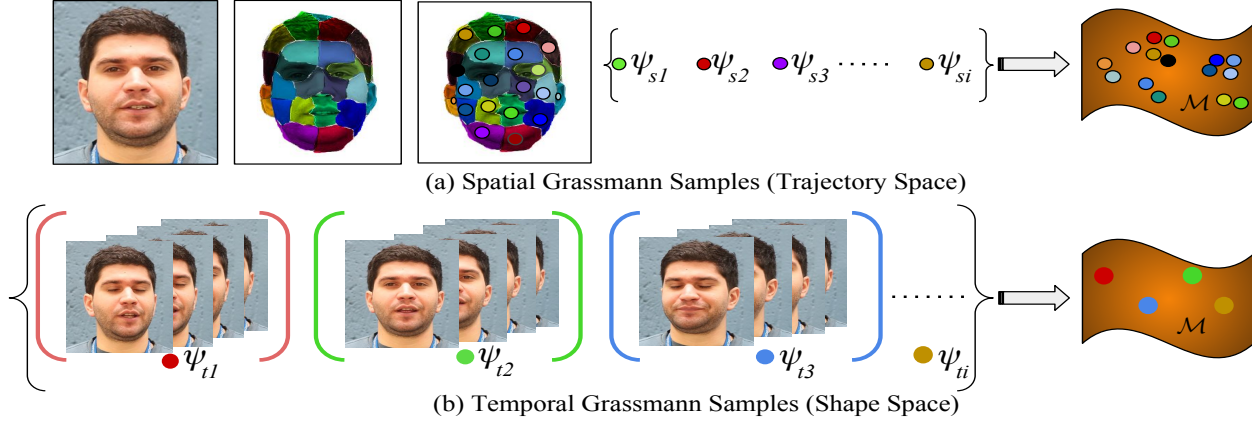 ψs1 ψs2 ψs3 ..... ψsi
ℳ
(a) Spatial Grassmann Samples (Trajectory Space)
ψt1 ψt2 ψt3 ....... ψti
ℳ
(b) Temporal Grassmann Samples (Shape Space)